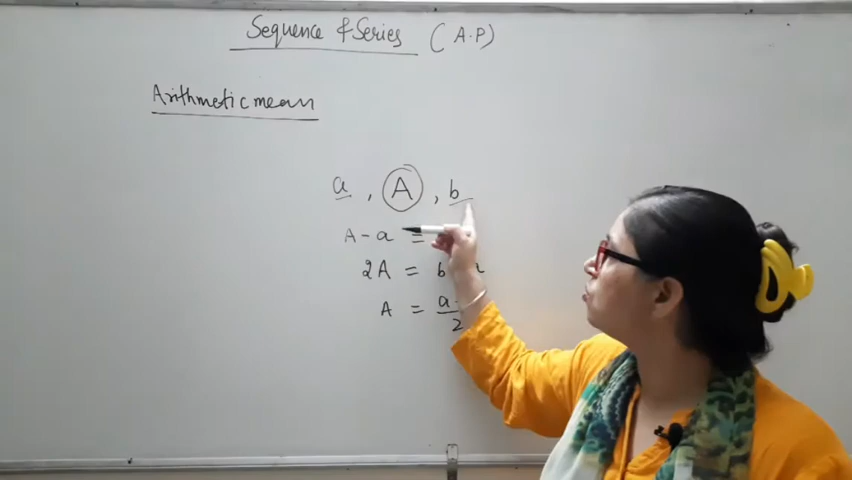 Sequence & Series (A.P)
Arithmetic mean
a , A , b
A - a =
2A = b
A = a
2